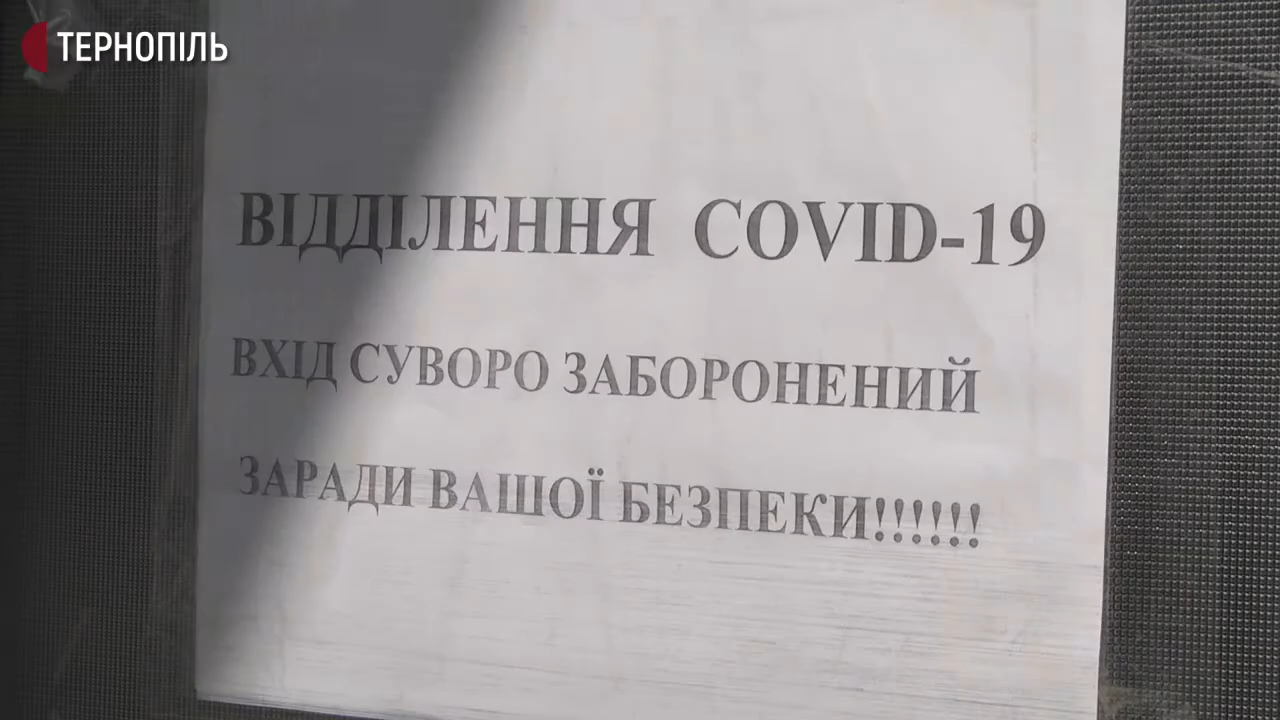 ТЕРНОПІЛЬ
ВІДДІЛЕННЯ COVID-19
ВХІД СУВОРО ЗАБОРОНЕНИЙ
ЗАРАДИ ВАШОЇ БЕЗПЕКИ!!!!!!